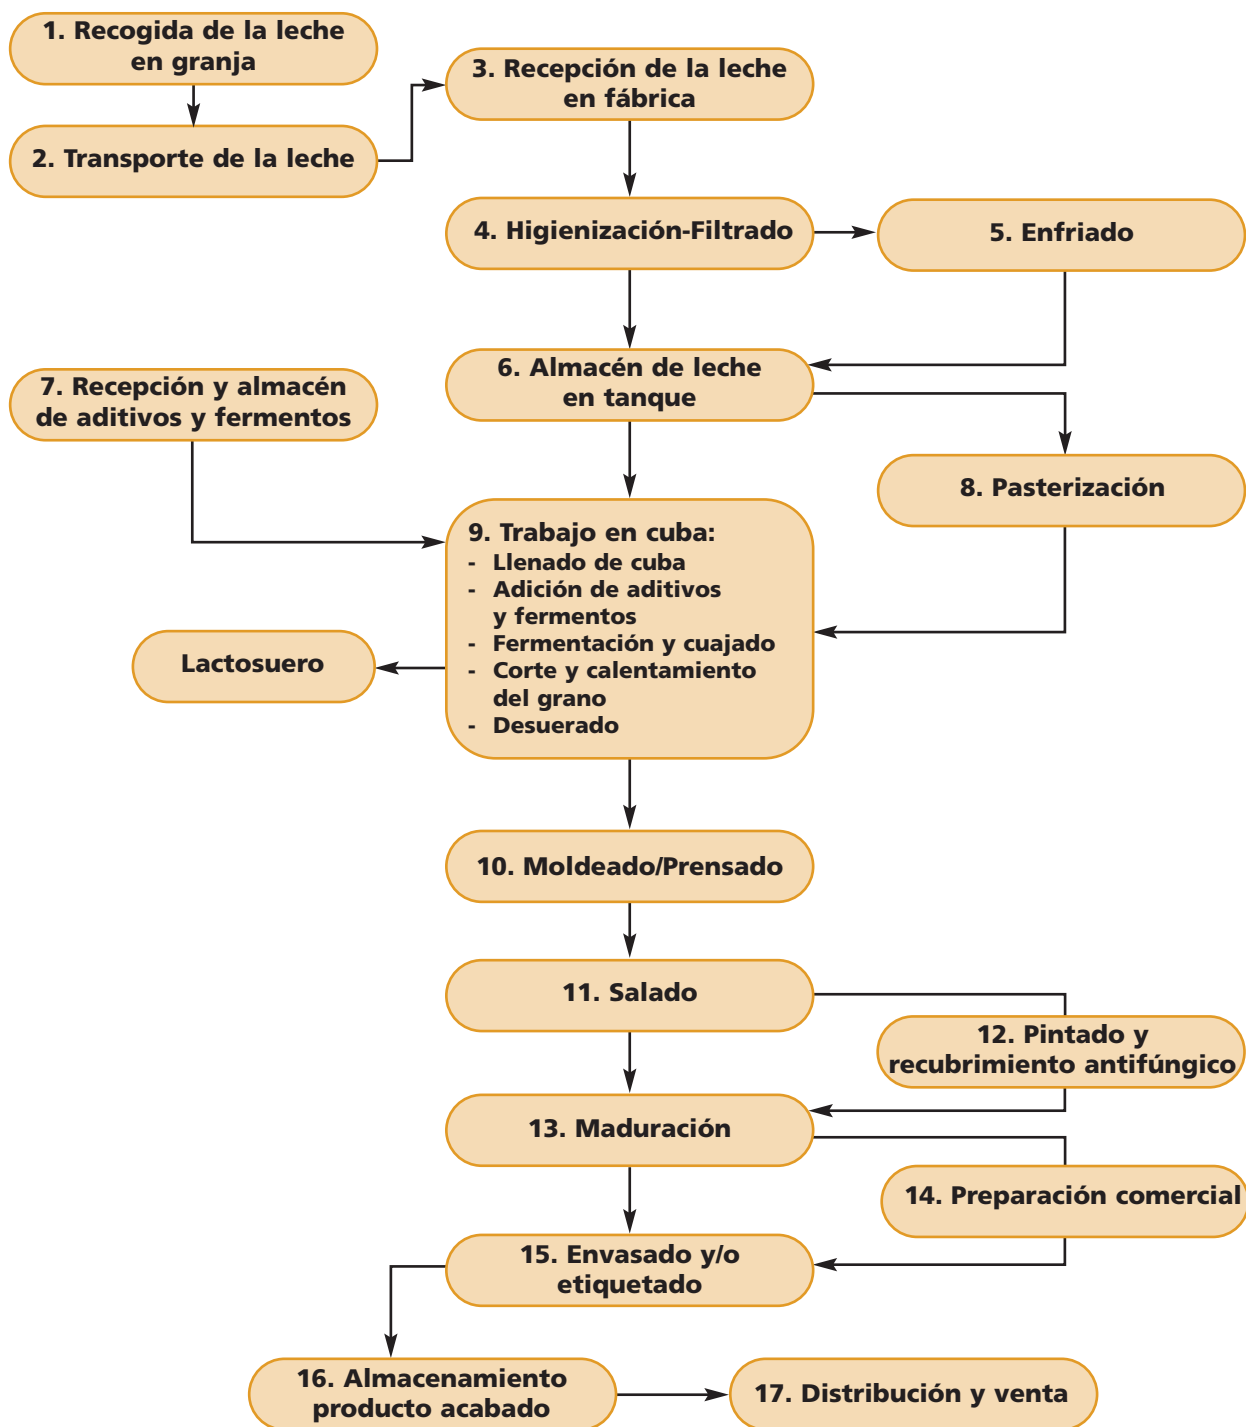 1. Recogida de la leche
en granja
2. Transporte de la leche
3. Recepción de la leche
en fábrica
4. Higienización-Filtrado
5. Enfriado
6. Almacén de leche
en tanque
7. Recepción y almacén
de aditivos y fermentos
8. Pasterización
9. Trabajo en cuba:
- Llenado de cuba
- Adición de aditivos
y fermentos
- Fermentación y cuajado
- Corte y calentamiento
del grano
- Desuerado
Lactosuero
10. Moldeado/Prensado
11. Salado
12. Pintado y
recubrimiento antifúngico
13. Maduración
14. Preparación comercial
15. Envasado y/o
etiquetado
16. Almacenamiento
producto acabado
17. Distribución y venta